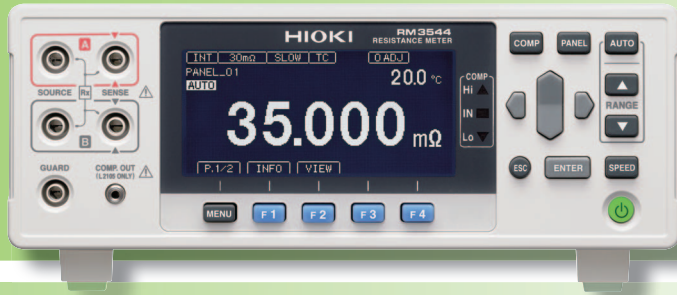 HIOKI
RM3544
RESISTANCE METER
A
SOURCE Rx SENSE
B
GUARD
COMP. OUT
(L2105 ONLY)
INT 30mΩ SLOW TC 0 ADJ
PANEL_01
AUTO
20.0 °C
35.000 mΩ
P.1/2 INFO VIEW
COMP
Hi
IN
Lo
MENU F1 F2 F3 F4
COMP PANEL AUTO
RANGE
ESC ENTER SPEED